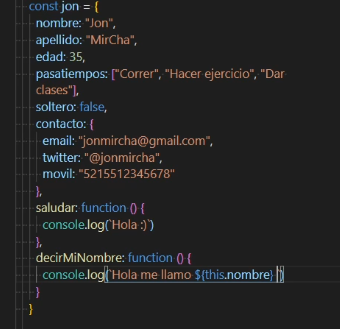 const jon = {
nombre: "Jon",
apellido: "MirCha",
edad: 35,
pasatiempos: ["Correr", "Hacer ejercicio", "Dar
clases"],
soltero: false,
contacto: {
email: "jonmircha@gmail.com",
twitter: "@jonmircha",
movil: "5215512345678"
},
saludar: function () {
console.log(`Hola :)`)
},
decirMiNombre: function () {
console.log(`Hola me llamo ${this.nombre} `)
}
}